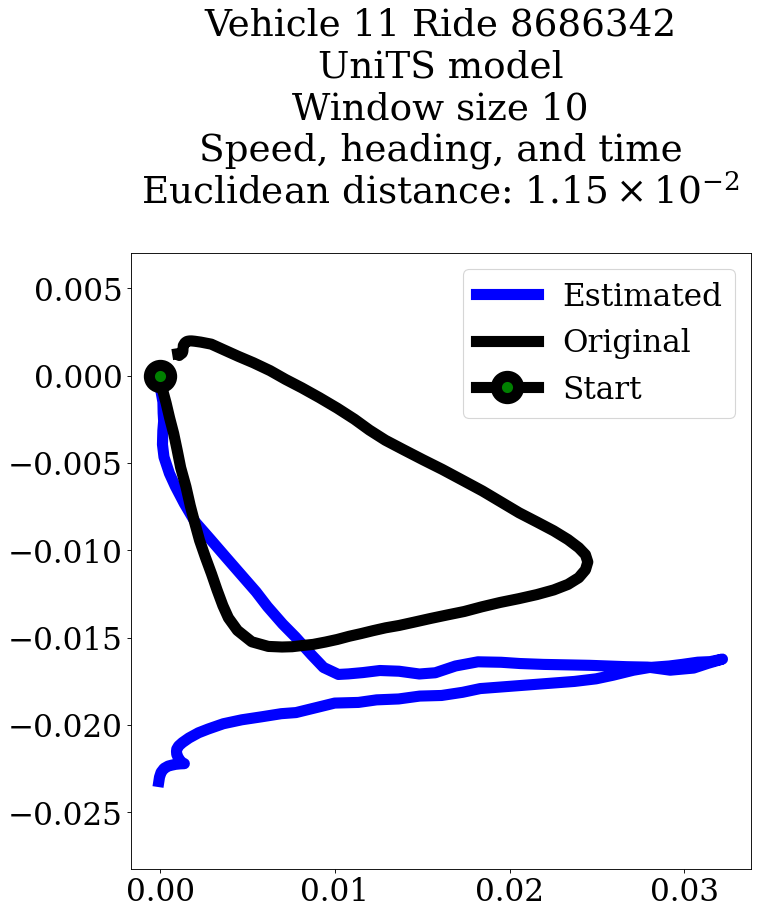 Vehicle 11 Ride 8686342
UniTS model
Window size 10
Speed, heading, and time
Euclidean distance: 1.15 × 10⁻²
Estimated
Original
Start
0.005
0.000
−0.005
−0.010
−0.015
−0.020
−0.025
0.00 0.01 0.02 0.03